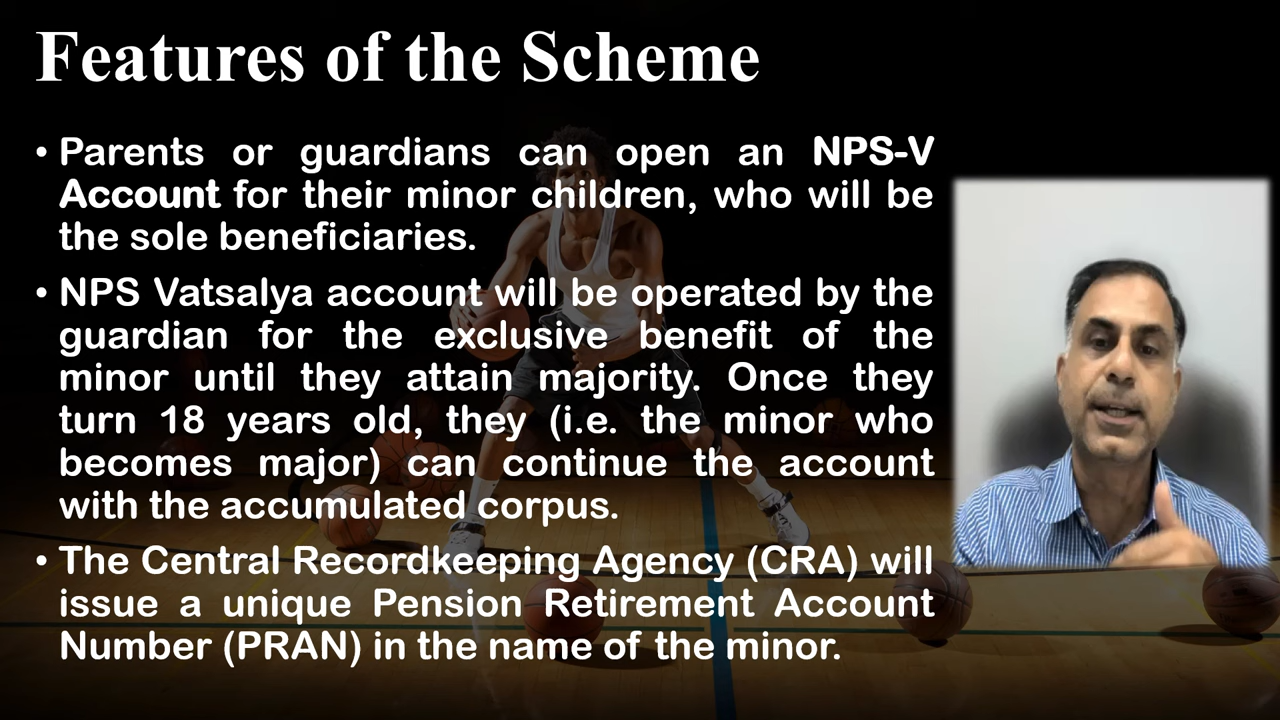 Features of the Scheme
• Parents or guardians can open an NPS-V
Account for their minor children, who will be
the sole beneficiaries.
• NPS Vatsalya account will be operated by the
guardian for the exclusive benefit of the
minor until they attain majority. Once they
turn 18 years old, they (i.e. the minor who
becomes major) can continue the account
with the accumulated corpus.
• The Central Recordkeeping Agency (CRA) will
issue a unique Pension Retirement Account
Number (PRAN) in the name of the minor.